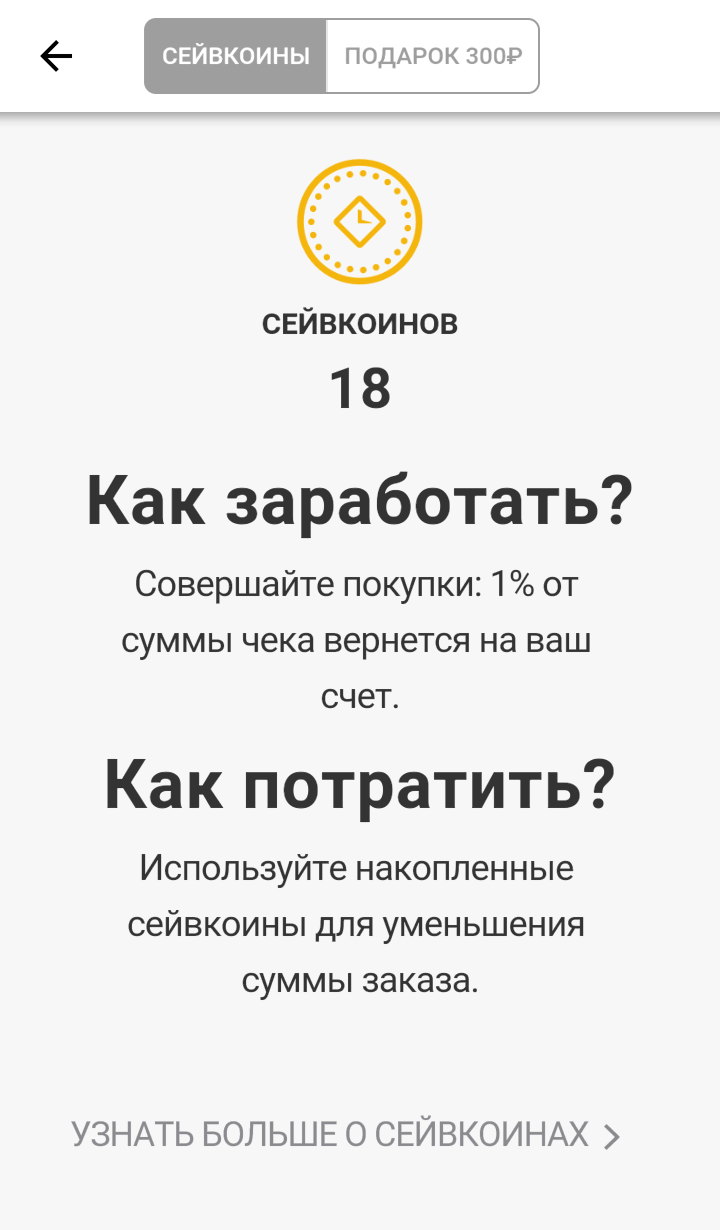 СЕЙВКОИНЫ ПОДАРОК 300₽
СЕЙВКОИНОВ
18
Как заработать?
Совершайте покупки: 1% от
суммы чека вернется на ваш
счет.
Как потратить?
Используйте накопленные
сейвкоины для уменьшения
суммы заказа.
УЗНАТЬ БОЛЬШЕ О СЕЙВКОИНАХ